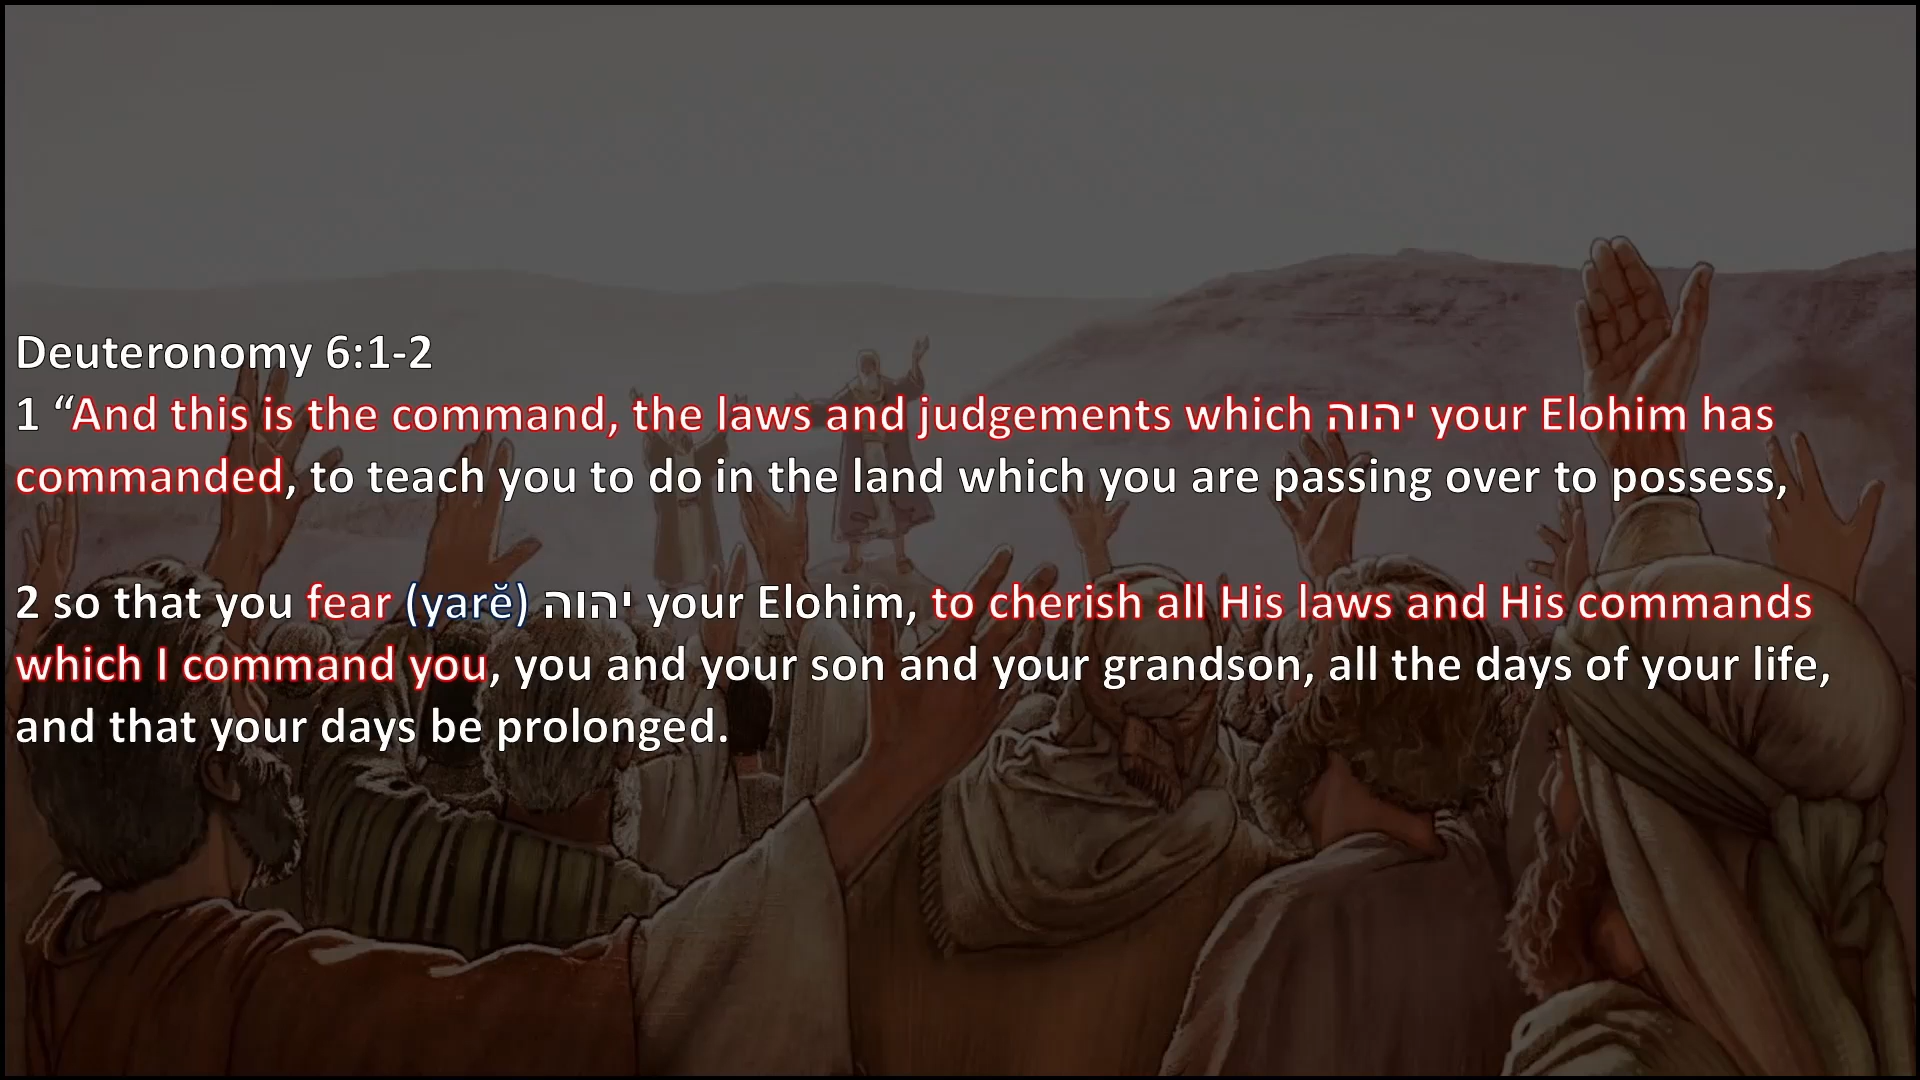 Deuteronomy 6:1-2
1 “And this is the command, the laws and judgements which יהוה your Elohim has
commanded, to teach you to do in the land which you are passing over to possess,
2 so that you fear (yarĕ) יהוה your Elohim, to cherish all His laws and His commands
which I command you, you and your son and your grandson, all the days of your life,
and that your days be prolonged.